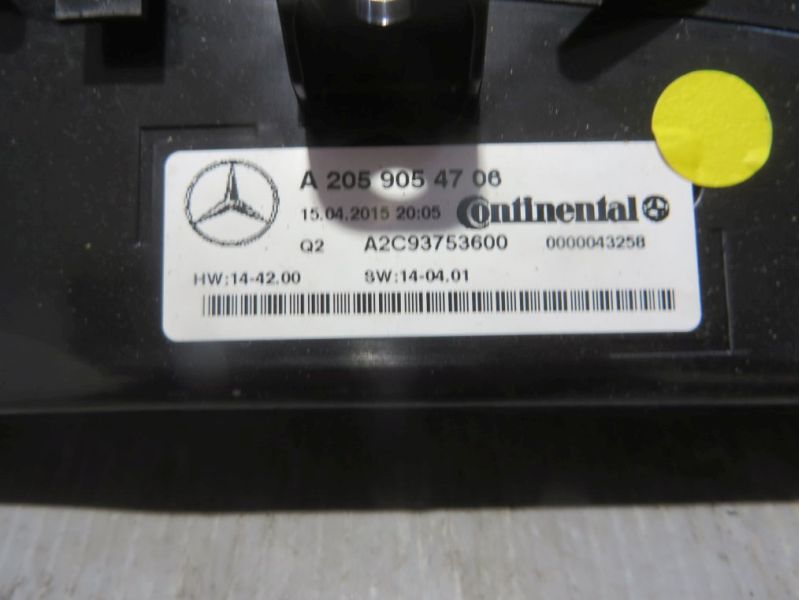 A 205 905 47 06
15.04.2015 20:05 Continental
Q2 A2C93753600 0000043258
HW:14-42.00 SW:14-04.01